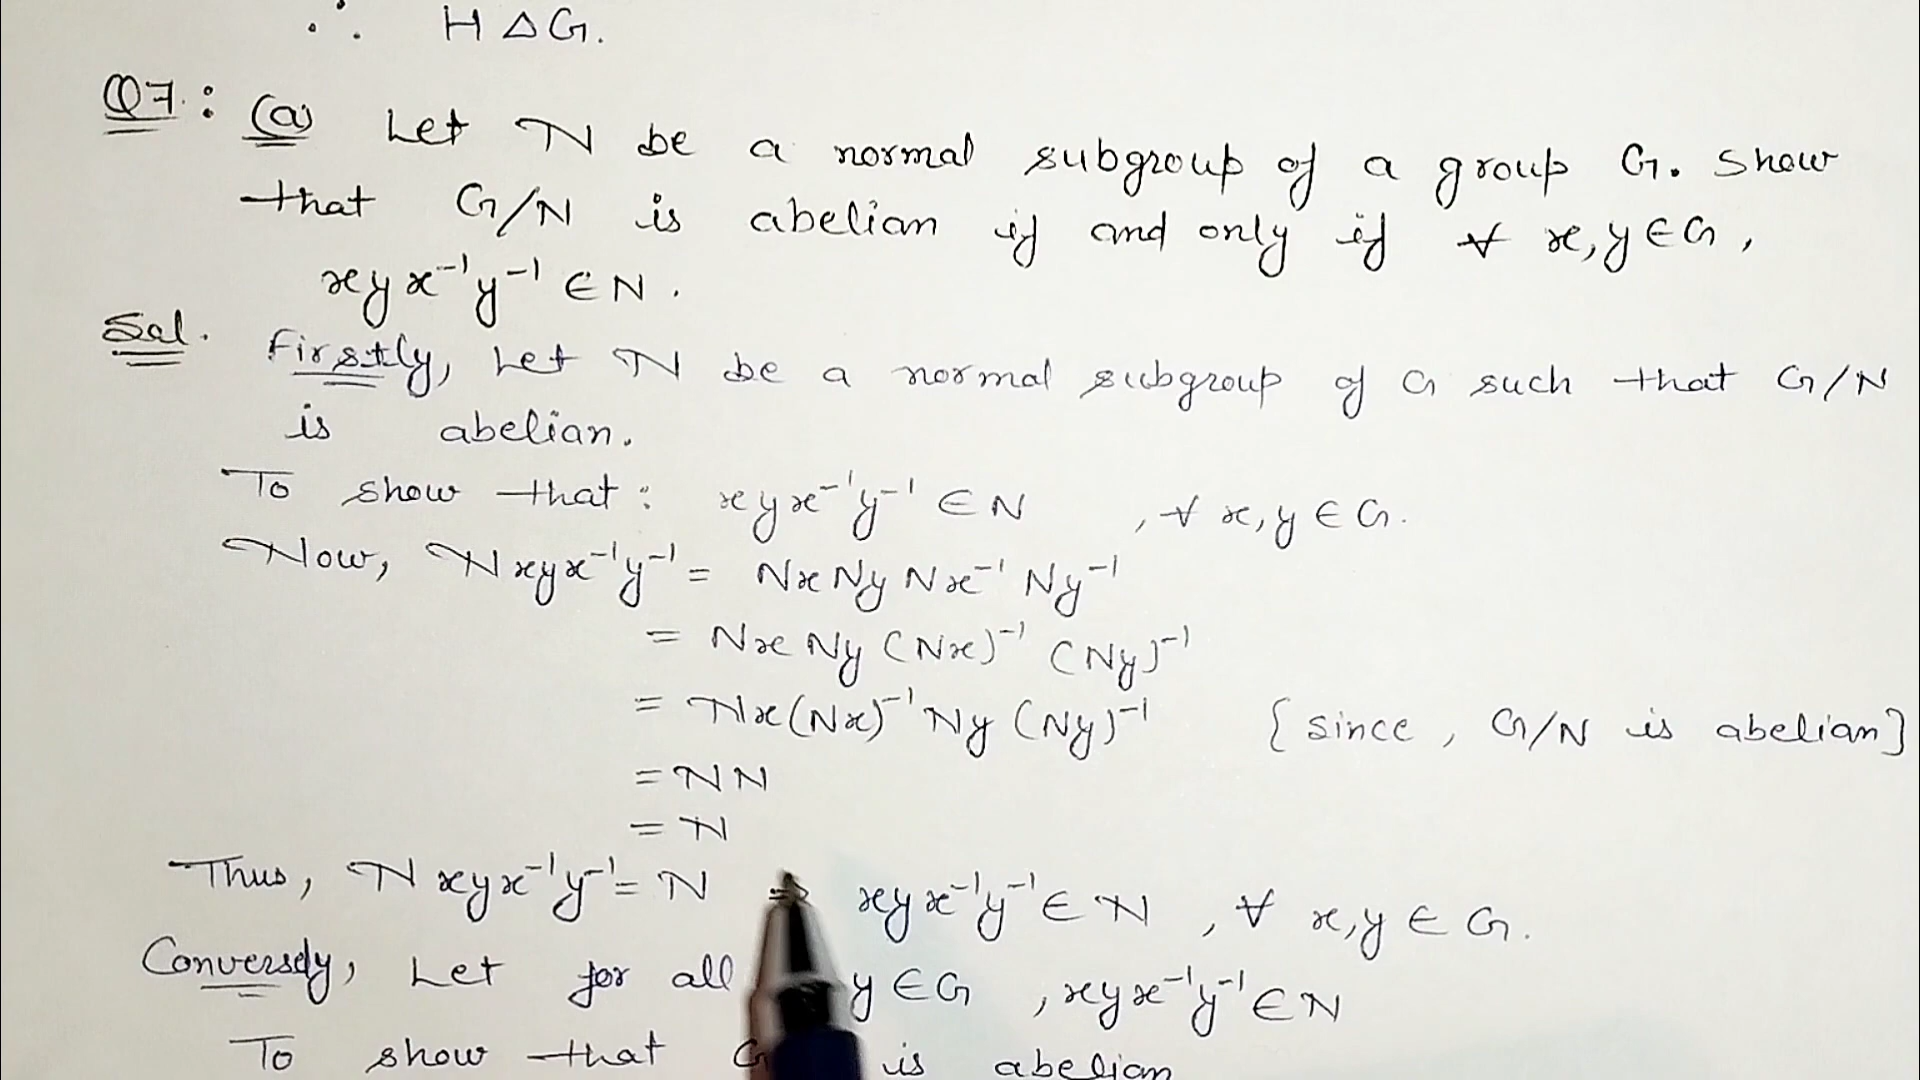 ∴ H Δ G.
Q7: (a) Let N be a normal subgroup of a group G. Show
that G/N is abelian if and only if ∀ x, y ∈ G,
xyx⁻¹y⁻¹ ∈ N.
Sol. Firstly, Let N be a normal subgroup of G such that G/N
is abelian.
To show that: xyx⁻¹y⁻¹ ∈ N , ∀ x, y ∈ G.
Now, Nxyx⁻¹y⁻¹ = Nx Ny Nx⁻¹ Ny⁻¹
= Nx Ny (Nx)⁻¹ (Ny)⁻¹
= Nx (Nx)⁻¹ Ny (Ny)⁻¹ {since, G/N is abelian}
= NN
= N
Thus, N xyx⁻¹y⁻¹ = N ⇒ xyx⁻¹y⁻¹ ∈ N , ∀ x, y ∈ G.
Conversely, Let for all y ∈ G , xyx⁻¹y⁻¹ ∈ N
To show that G is abelian